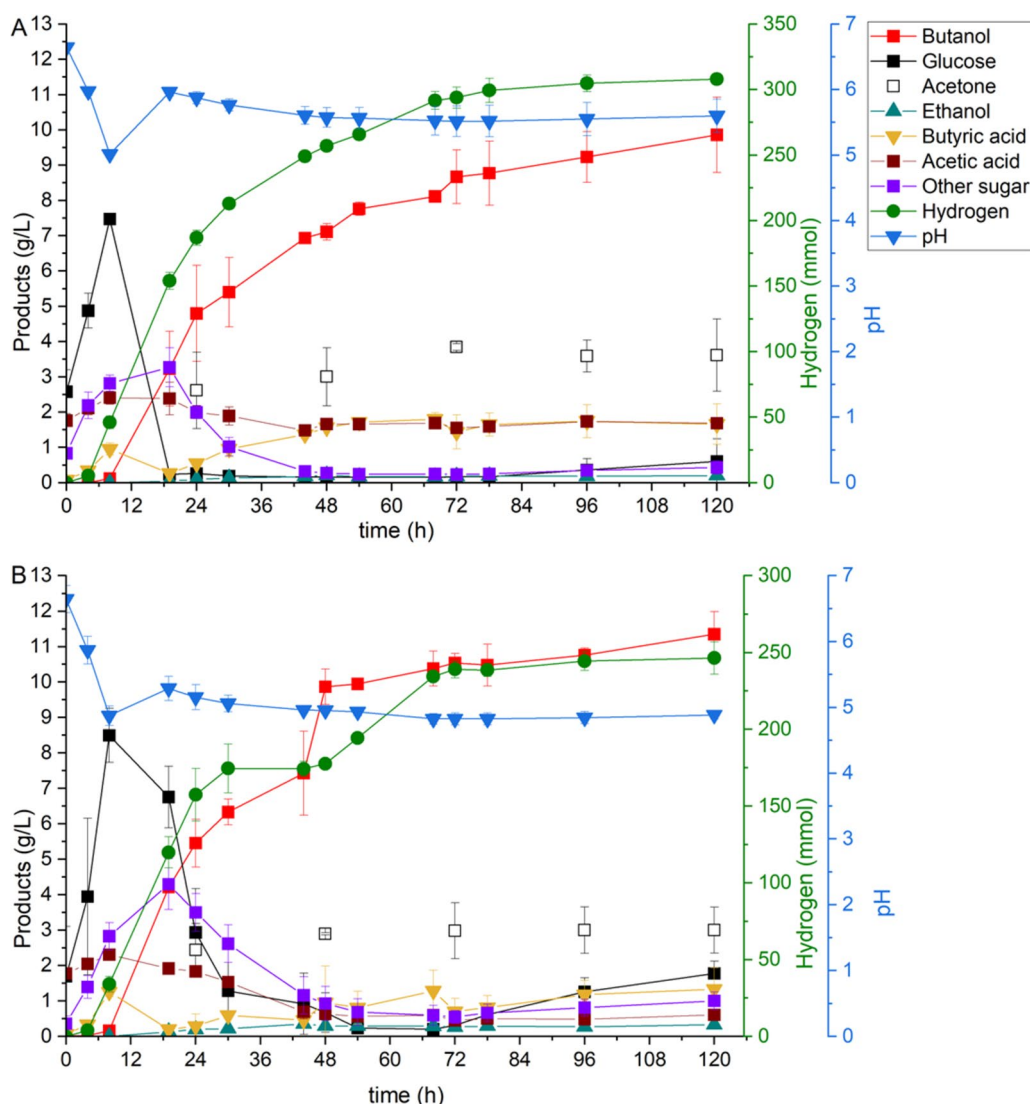 A
13
12
11
10
9
8
7
6
5
4
3
2
1
0
Products (g/L)
0 12 24 36 48 60 72 84 96 108 120
time (h)
350
300
250
200
150
100
50
0
Hydrogen (mmol)
7
6
5
4
3
2
1
0
pH
Butanol
Glucose
Acetone
Ethanol
Butyric acid
Acetic acid
Other sugar
Hydrogen
pH
B
13
12
11
10
9
8
7
6
5
4
3
2
1
0
Products (g/L)
0 12 24 36 48 60 72 84 96 108 120
time (h)
300
250
200
150
100
50
0
Hydrogen (mmol)
7
6
5
4
3
2
1
0
pH